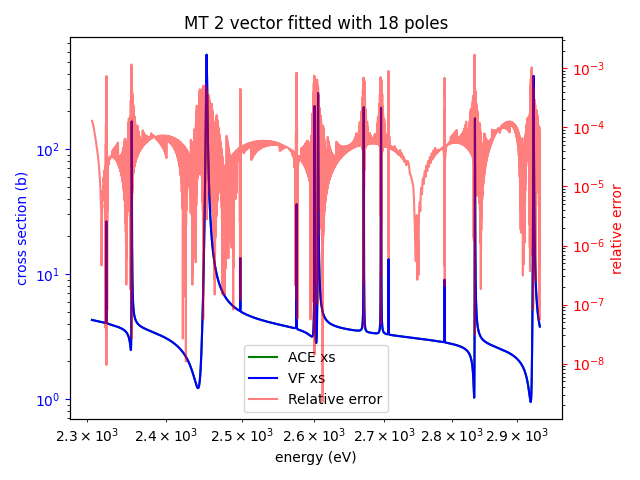 MT 2 vector fitted with 18 poles
cross section (b)
10²
10¹
10⁰
10⁻³
10⁻⁴
10⁻⁵
10⁻⁶
10⁻⁷
10⁻⁸
relative error
ACE xs
VF xs
Relative error
2.3 × 10³ 2.4 × 10³ 2.5 × 10³ 2.6 × 10³ 2.7 × 10³ 2.8 × 10³ 2.9 × 10³
energy (eV)